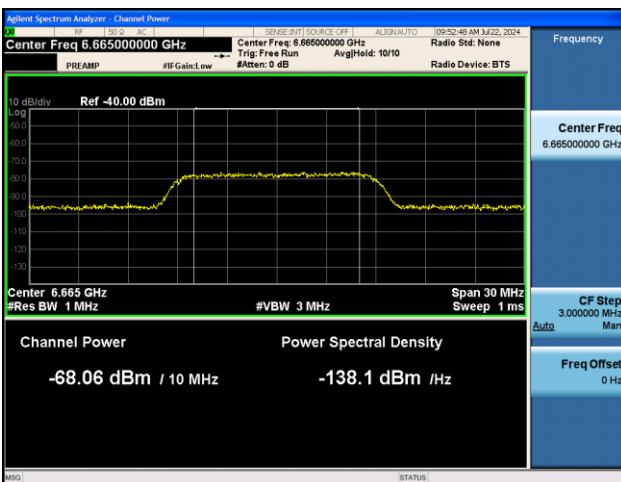 Agilent Spectrum Analyzer - Channel Power
RF 50 Ω AC SENSE:INT SOURCE OFF ALIGN AUTO 09:52:48 AM Jul 22, 2024
Center Freq 6.665000000 GHz Center Freq: 6.665000000 GHz Radio Std: None Frequency
Trig: Free Run Avg|Hold: 10/10
PREAMP #IFGain:Low #Atten: 0 dB Radio Device: BTS
10 dB/div Ref -40.00 dBm
Log
-50.0
-60.0
-70.0
-80.0
-90.0
-100
-110
-120
-130
Center Freq
6.665000000 GHz
Center 6.665 GHz Span 30 MHz
#Res BW 1 MHz #VBW 3 MHz Sweep 1 ms
CF Step
3.000000 MHz
Auto Man
Channel Power Power Spectral Density
-68.06 dBm / 10 MHz -138.1 dBm /Hz
Freq Offset
0 Hz
MSG STATUS